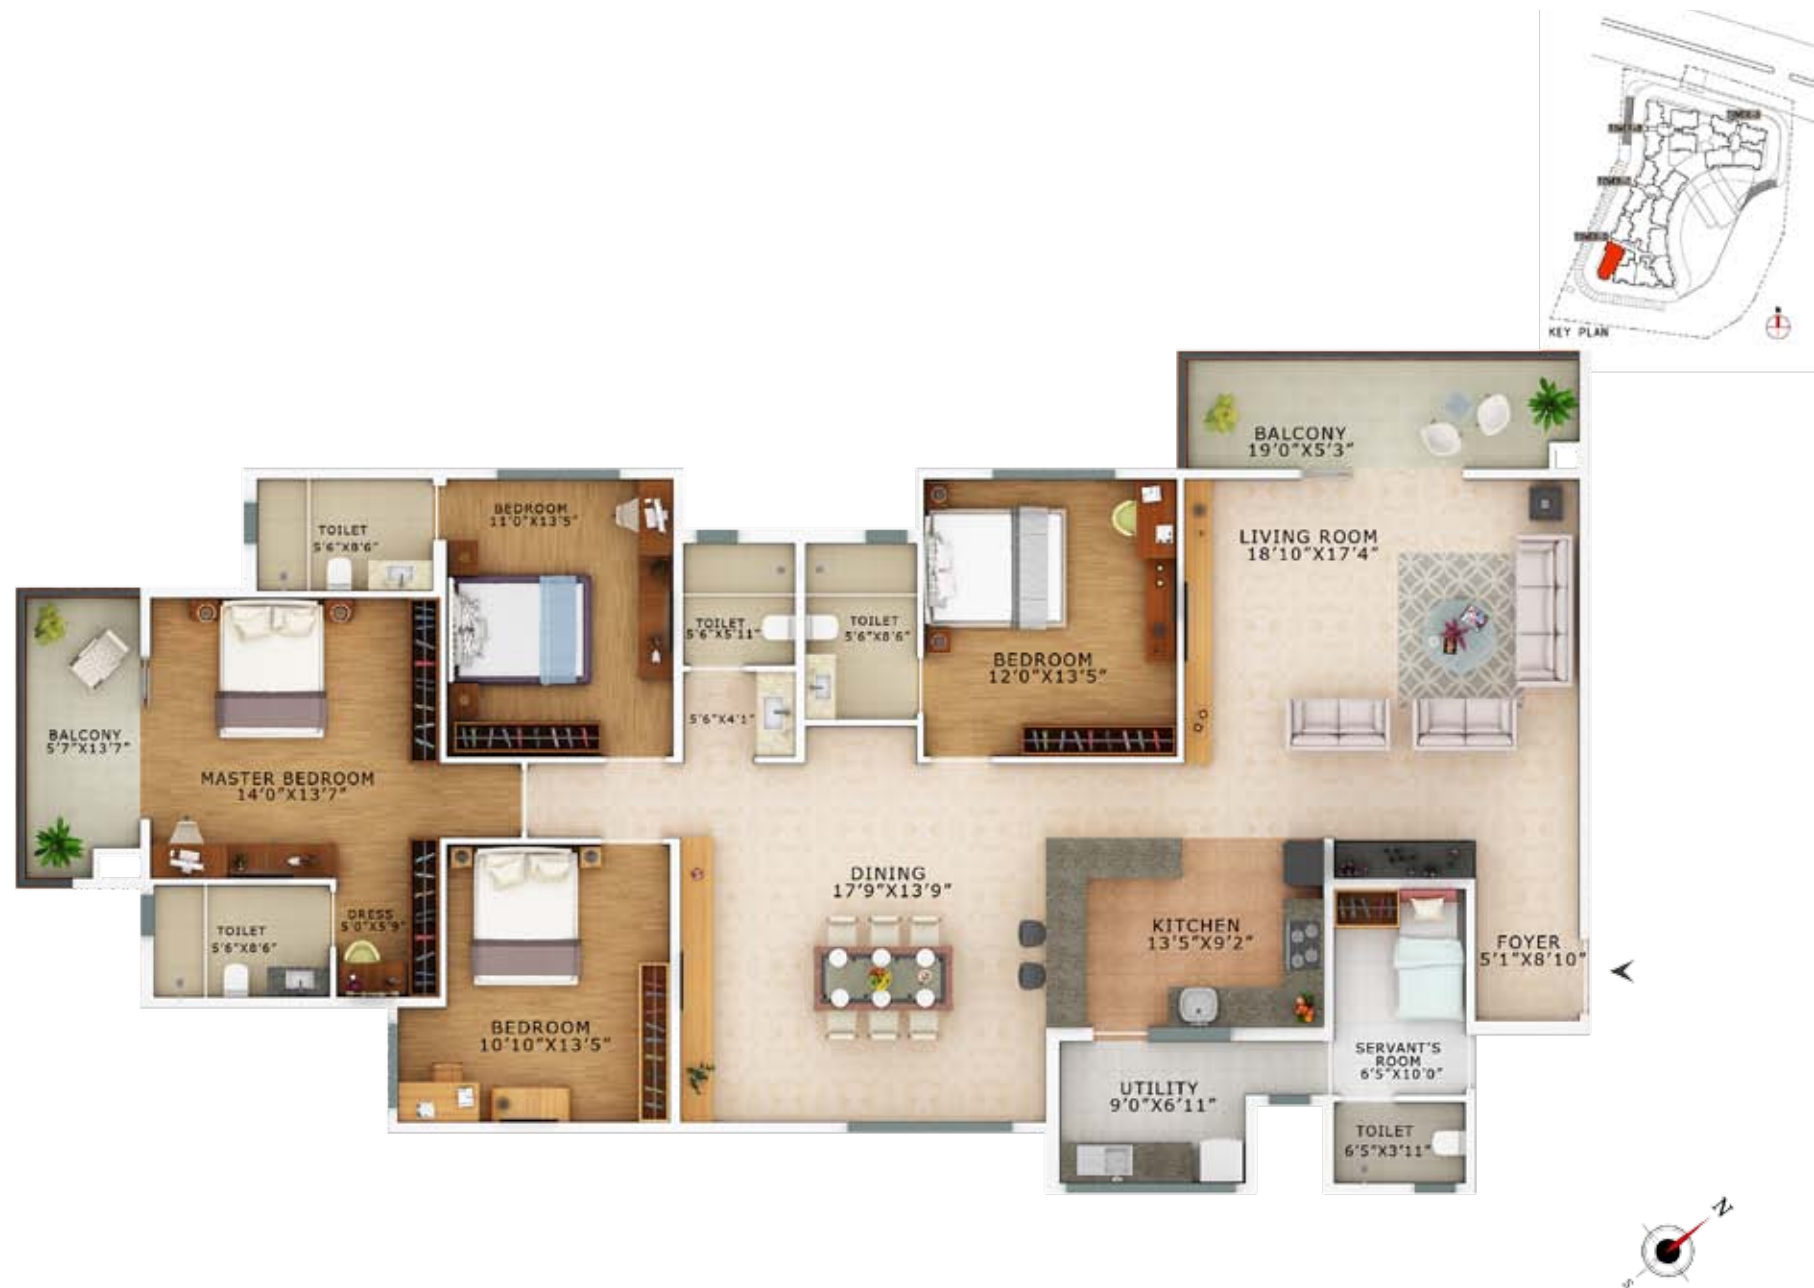 KEY PLAN
BALCONY
19'0"X5'3"
BEDROOM
11'0"X13'5"
TOILET
5'6"X8'6"
LIVING ROOM
18'10"X17'4"
TOILET
5'6"X5'11"
TOILET
5'6"X8'6"
BEDROOM
12'0"X13'5"
5'6"X4'1"
BALCONY
5'7"X13'7"
MASTER BEDROOM
14'0"X13'7"
DINING
17'9"X13'9"
DRESS
5'0"X5'9"
TOILET
5'6"X8'6"
KITCHEN
13'5"X9'2"
FOYER
5'1"X8'10"
BEDROOM
10'10"X13'5"
SERVANT'S
ROOM
6'5"X10'0"
UTILITY
9'0"X6'11"
TOILET
6'5"X3'11"
N
S